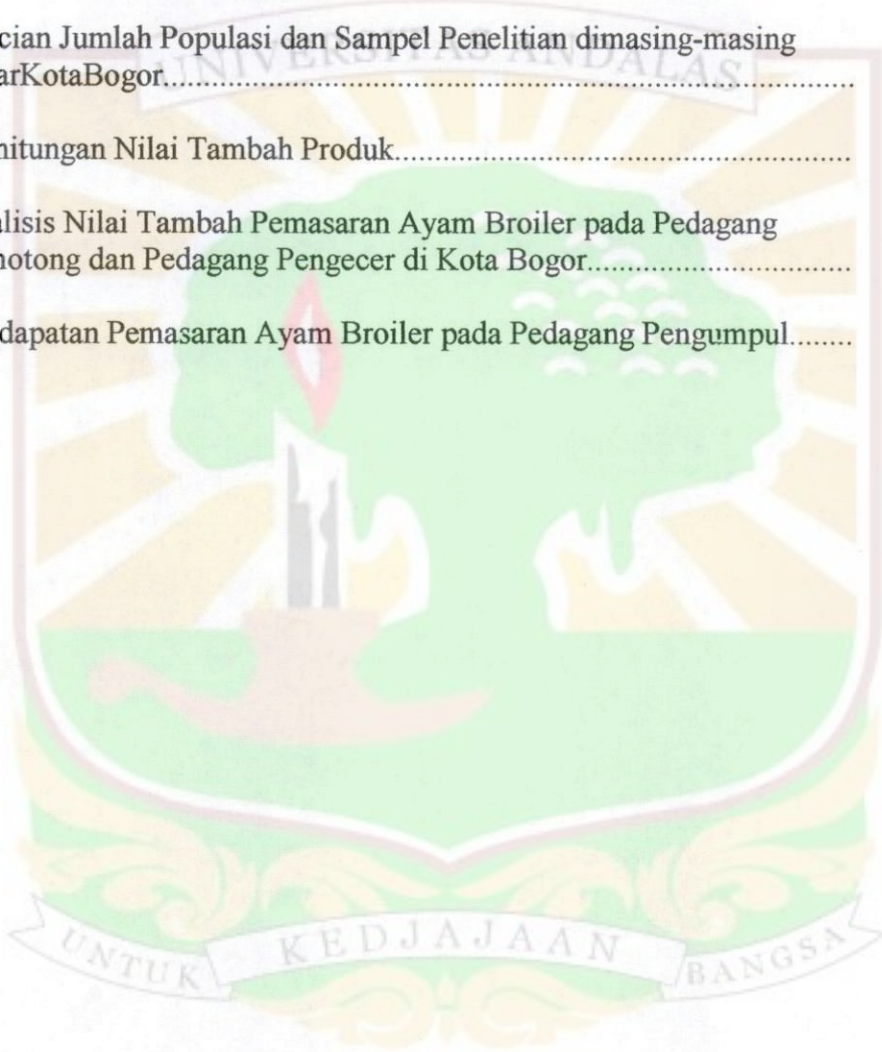 cian Jumlah Populasi dan Sampel Penelitian dimasing-masing
arKotaBogor..........................................................................................
UNIVERSITAS ANDALAS
nitungan Nilai Tambah Produk..........................................................
alisis Nilai Tambah Pemasaran Ayam Broiler pada Pedagang
notong dan Pedagang Pengecer di Kota Bogor.................................
dapatan Pemasaran Ayam Broiler pada Pedagang Pengumpul........
UNTUK KEDJAJAAN BANGSA